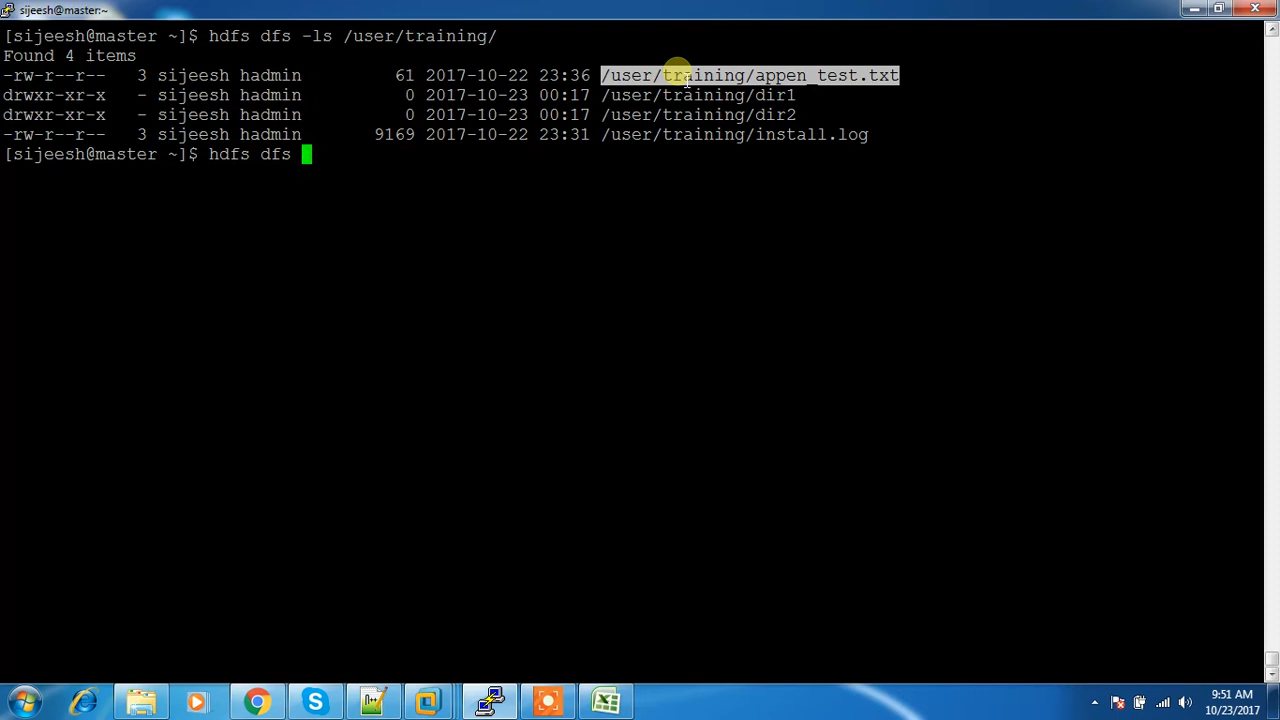 sijeesh@master:~
[sijeesh@master ~]$ hdfs dfs -ls /user/training/
Found 4 items
-rw-r--r--   3 sijeesh hadmin         61 2017-10-22 23:36 /user/training/appen_test.txt
drwxr-xr-x   - sijeesh hadmin          0 2017-10-23 00:17 /user/training/dir1
drwxr-xr-x   - sijeesh hadmin          0 2017-10-23 00:17 /user/training/dir2
-rw-r--r--   3 sijeesh hadmin       9169 2017-10-22 23:31 /user/training/install.log
[sijeesh@master ~]$ hdfs dfs
9:51 AM
10/23/2017